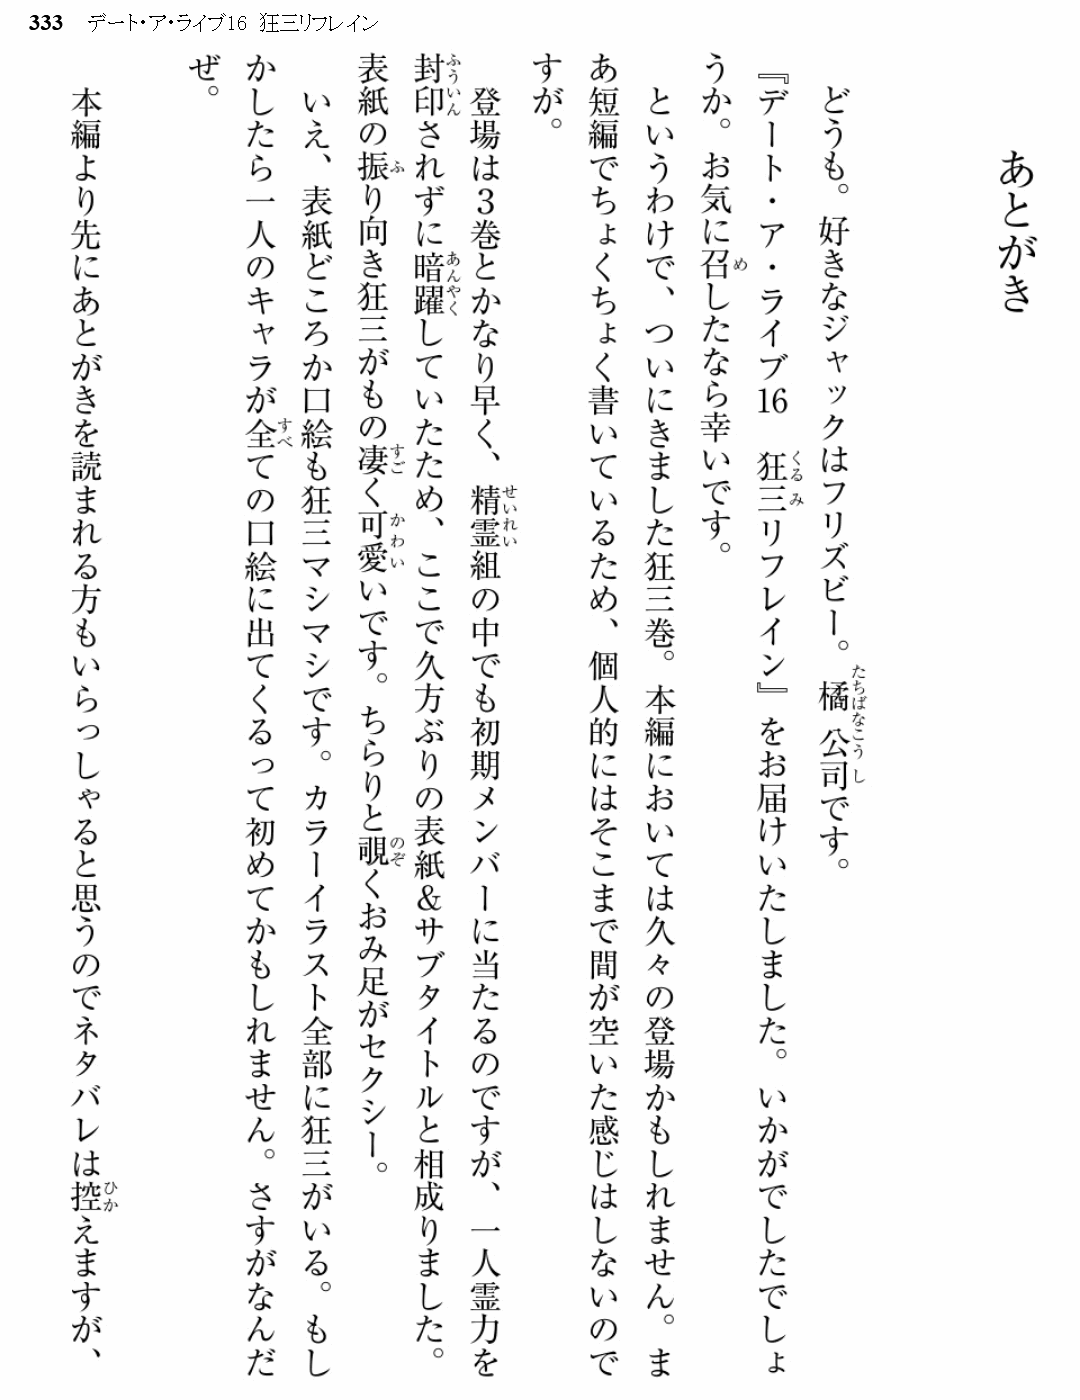 333 デート・ア・ライブ16 狂三リフレイン
あとがき
どうも。好きなジャックはフリズビー。橘公司です。
『デート・ア・ライブ16 狂三リフレイン』をお届けいたしました。いかがでしたでしょ
うか。お気に召したなら幸いです。
というわけで、ついにきました狂三巻。本編においては久々の登場かもしれません。ま
あ短編でちょくちょく書いているため、個人的にはそこまで間が空いた感じはしないので
すが。
登場は３巻とかなり早く、精霊組の中でも初期メンバーに当たるのですが、一人霊力を
封印されずに暗躍していたため、ここで久方ぶりの表紙＆サブタイトルと相成りました。
表紙の振り向き狂三がもの凄く可愛いです。ちらりと覗くおみ足がセクシー。
いえ、表紙どころか口絵も狂三マシマシです。カラーイラスト全部に狂三がいる。もし
かしたら一人のキャラが全ての口絵に出てくるって初めてかもしれません。さすがなんだ
ぜ。
本編より先にあとがきを読まれる方もいらっしゃると思うのでネタバレは控えますが、